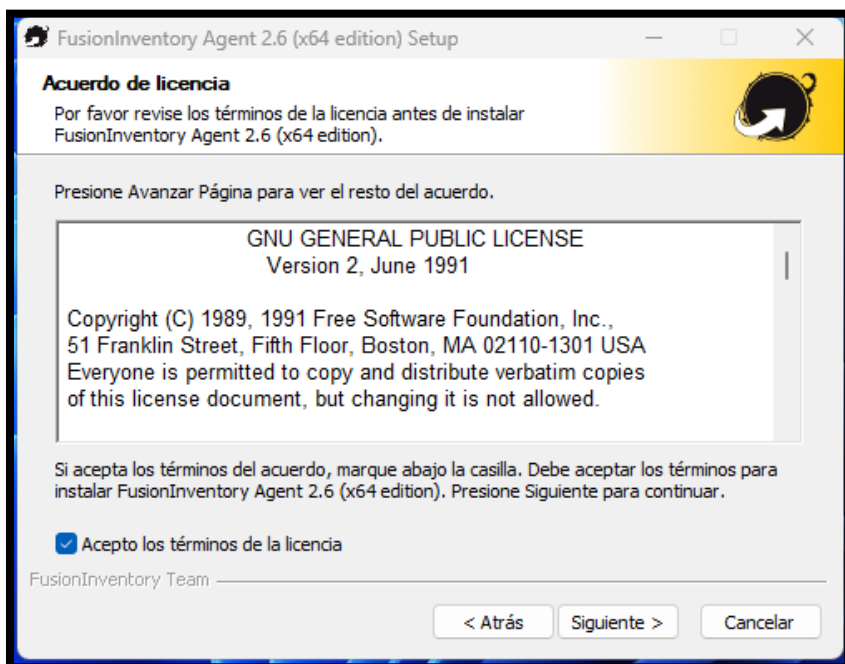 FusionInventory Agent 2.6 (x64 edition) Setup
Acuerdo de licencia
Por favor revise los términos de la licencia antes de instalar
FusionInventory Agent 2.6 (x64 edition).
Presione Avanzar Página para ver el resto del acuerdo.
GNU GENERAL PUBLIC LICENSE
Version 2, June 1991
Copyright (C) 1989, 1991 Free Software Foundation, Inc.,
51 Franklin Street, Fifth Floor, Boston, MA 02110-1301 USA
Everyone is permitted to copy and distribute verbatim copies
of this license document, but changing it is not allowed.
Si acepta los términos del acuerdo, marque abajo la casilla. Debe aceptar los términos para
instalar FusionInventory Agent 2.6 (x64 edition). Presione Siguiente para continuar.
Acepto los términos de la licencia
FusionInventory Team
< Atrás
Siguiente >
Cancelar